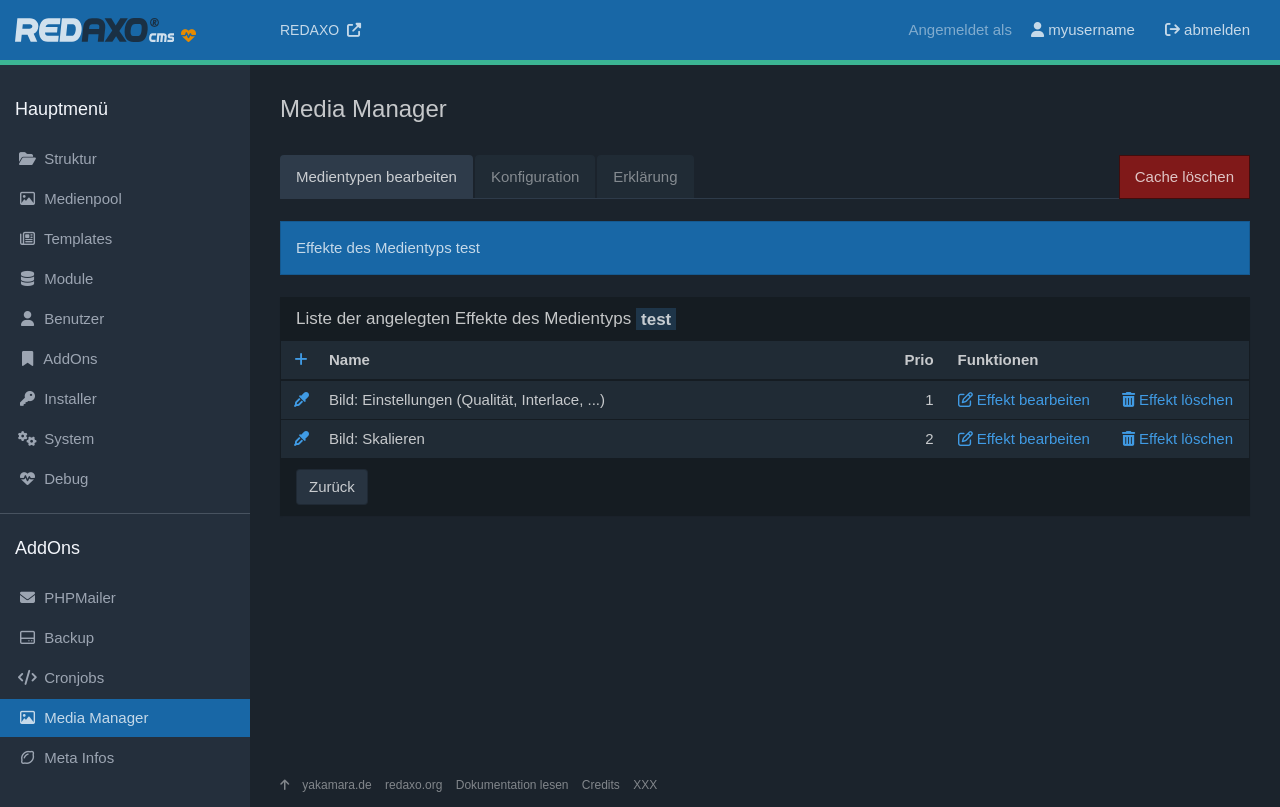 REDAXO® cms
REDAXO
Angemeldet als myusername abmelden
Hauptmenü
Struktur
Medienpool
Templates
Module
Benutzer
AddOns
Installer
System
Debug
AddOns
PHPMailer
Backup
Cronjobs
Media Manager
Meta Infos
Media Manager
Medientypen bearbeiten Konfiguration Erklärung Cache löschen
Effekte des Medientyps test
Liste der angelegten Effekte des Medientyps test
Name Prio Funktionen
Bild: Einstellungen (Qualität, Interlace, ...) 1 Effekt bearbeiten Effekt löschen
Bild: Skalieren 2 Effekt bearbeiten Effekt löschen
Zurück
yakamara.de redaxo.org Dokumentation lesen Credits XXX